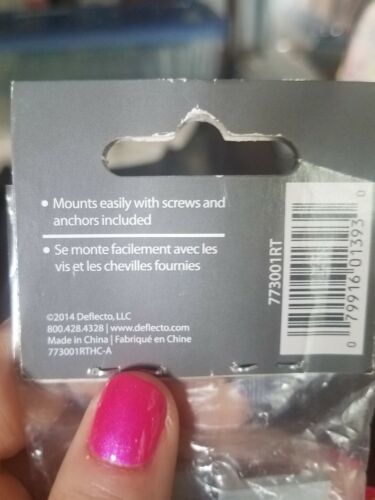 • Mounts easily with screws and
anchors included
• Se monte facilement avec les
vis et les chevilles fournies
©2014 Deflecto, LLC
800.428.4328 | www.deflecto.com
Made in China | Fabriqué en Chine
773001RTHC-A
773001RT
0 79916 01393 0